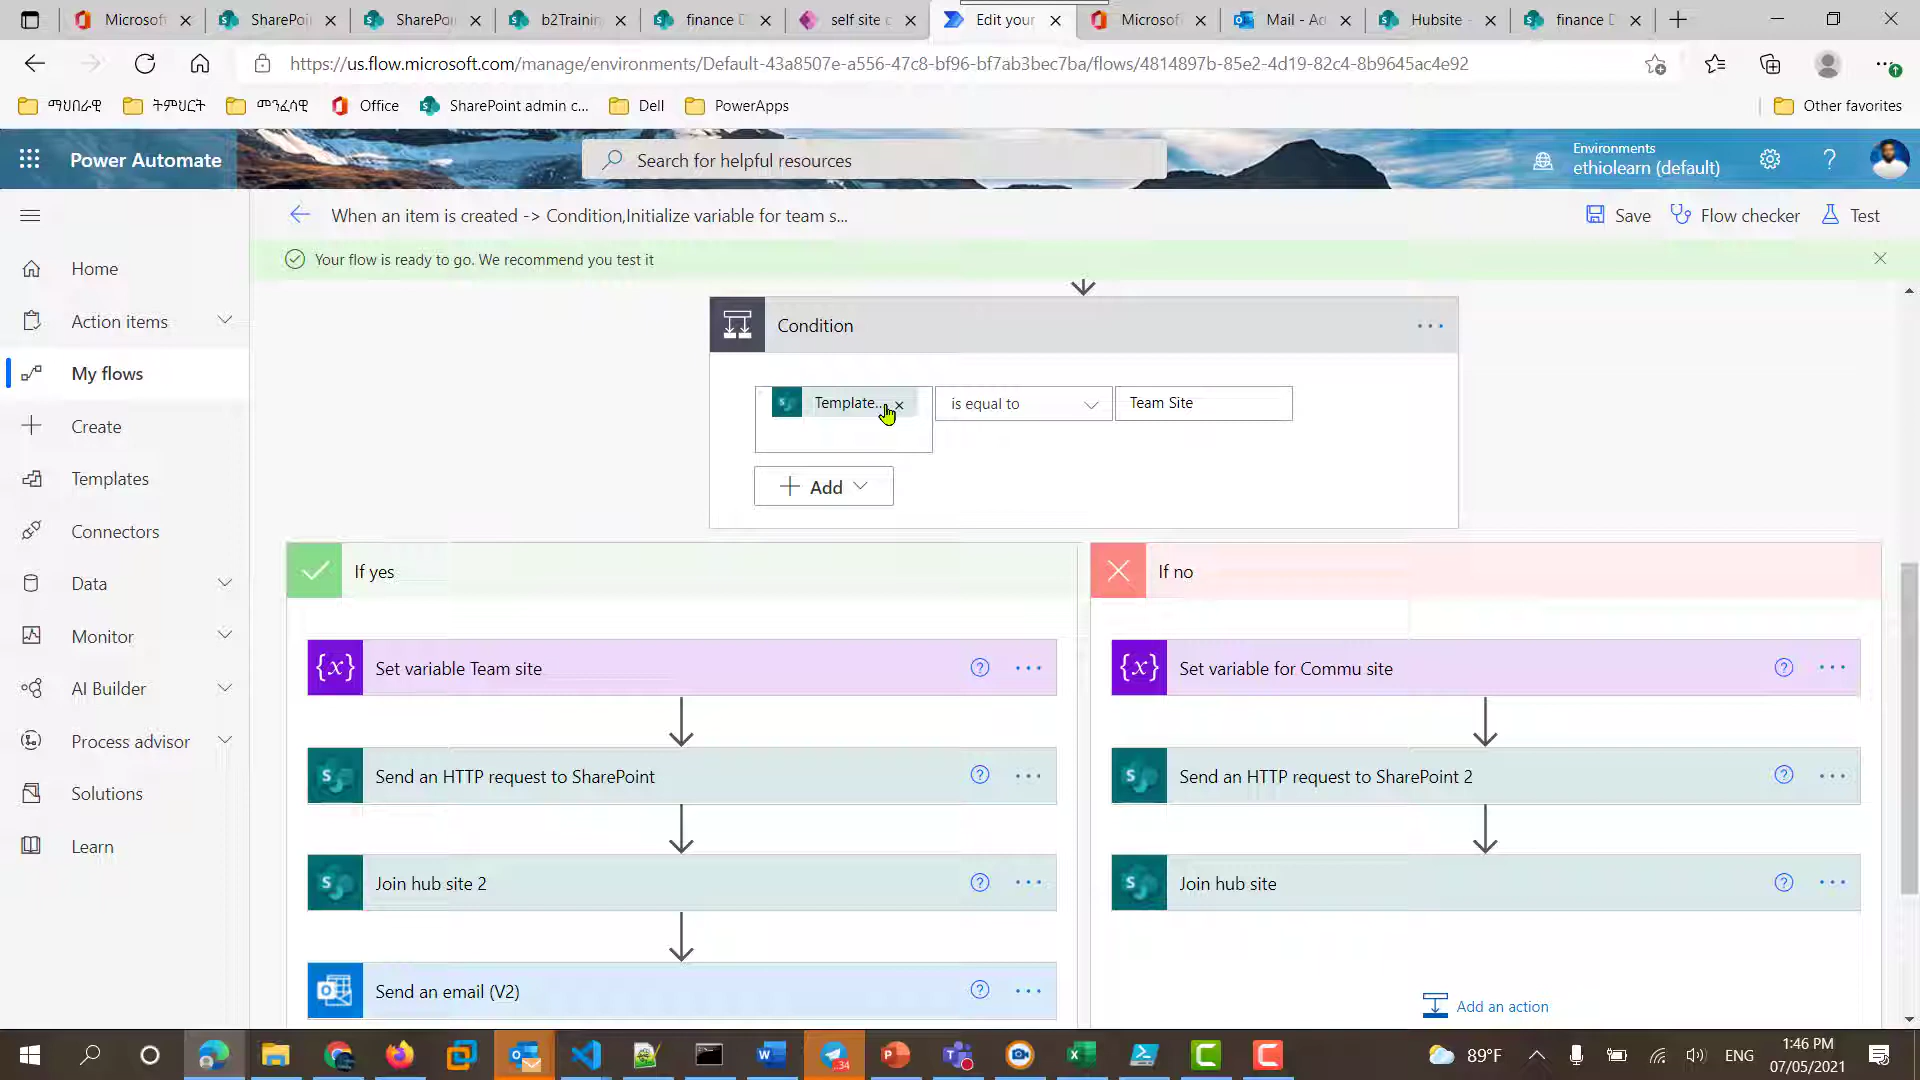 Microsof
SharePoi
SharePoi
b2Trainin
finance D
self site c
Edit your
Microsof
Mail - Ad
Hubsite -
finance D
https://us.flow.microsoft.com/manage/environments/Default-43a8507e-a556-47c8-bf96-bf7ab3bec7ba/flows/4814897b-85e2-4d19-82c4-8b9645ac4e92
ማህበራዊ
ትምህርት
መንፈሳዊ
Office
SharePoint admin c...
Dell
PowerApps
Other favorites
Power Automate
Search for helpful resources
Environments
ethiolearn (default)
When an item is created -> Condition,Initialize variable for team s...
Save
Flow checker
Test
Your flow is ready to go. We recommend you test it
Home
Action items
My flows
Create
Templates
Connectors
Data
Monitor
AI Builder
Process advisor
Solutions
Learn
Condition
Template...
is equal to
Team Site
Add
If yes
Set variable Team site
Send an HTTP request to SharePoint
Join hub site 2
Send an email (V2)
If no
Set variable for Commu site
Send an HTTP request to SharePoint 2
Join hub site
Add an action
34
89°F
ENG
1:46 PM
07/05/2021